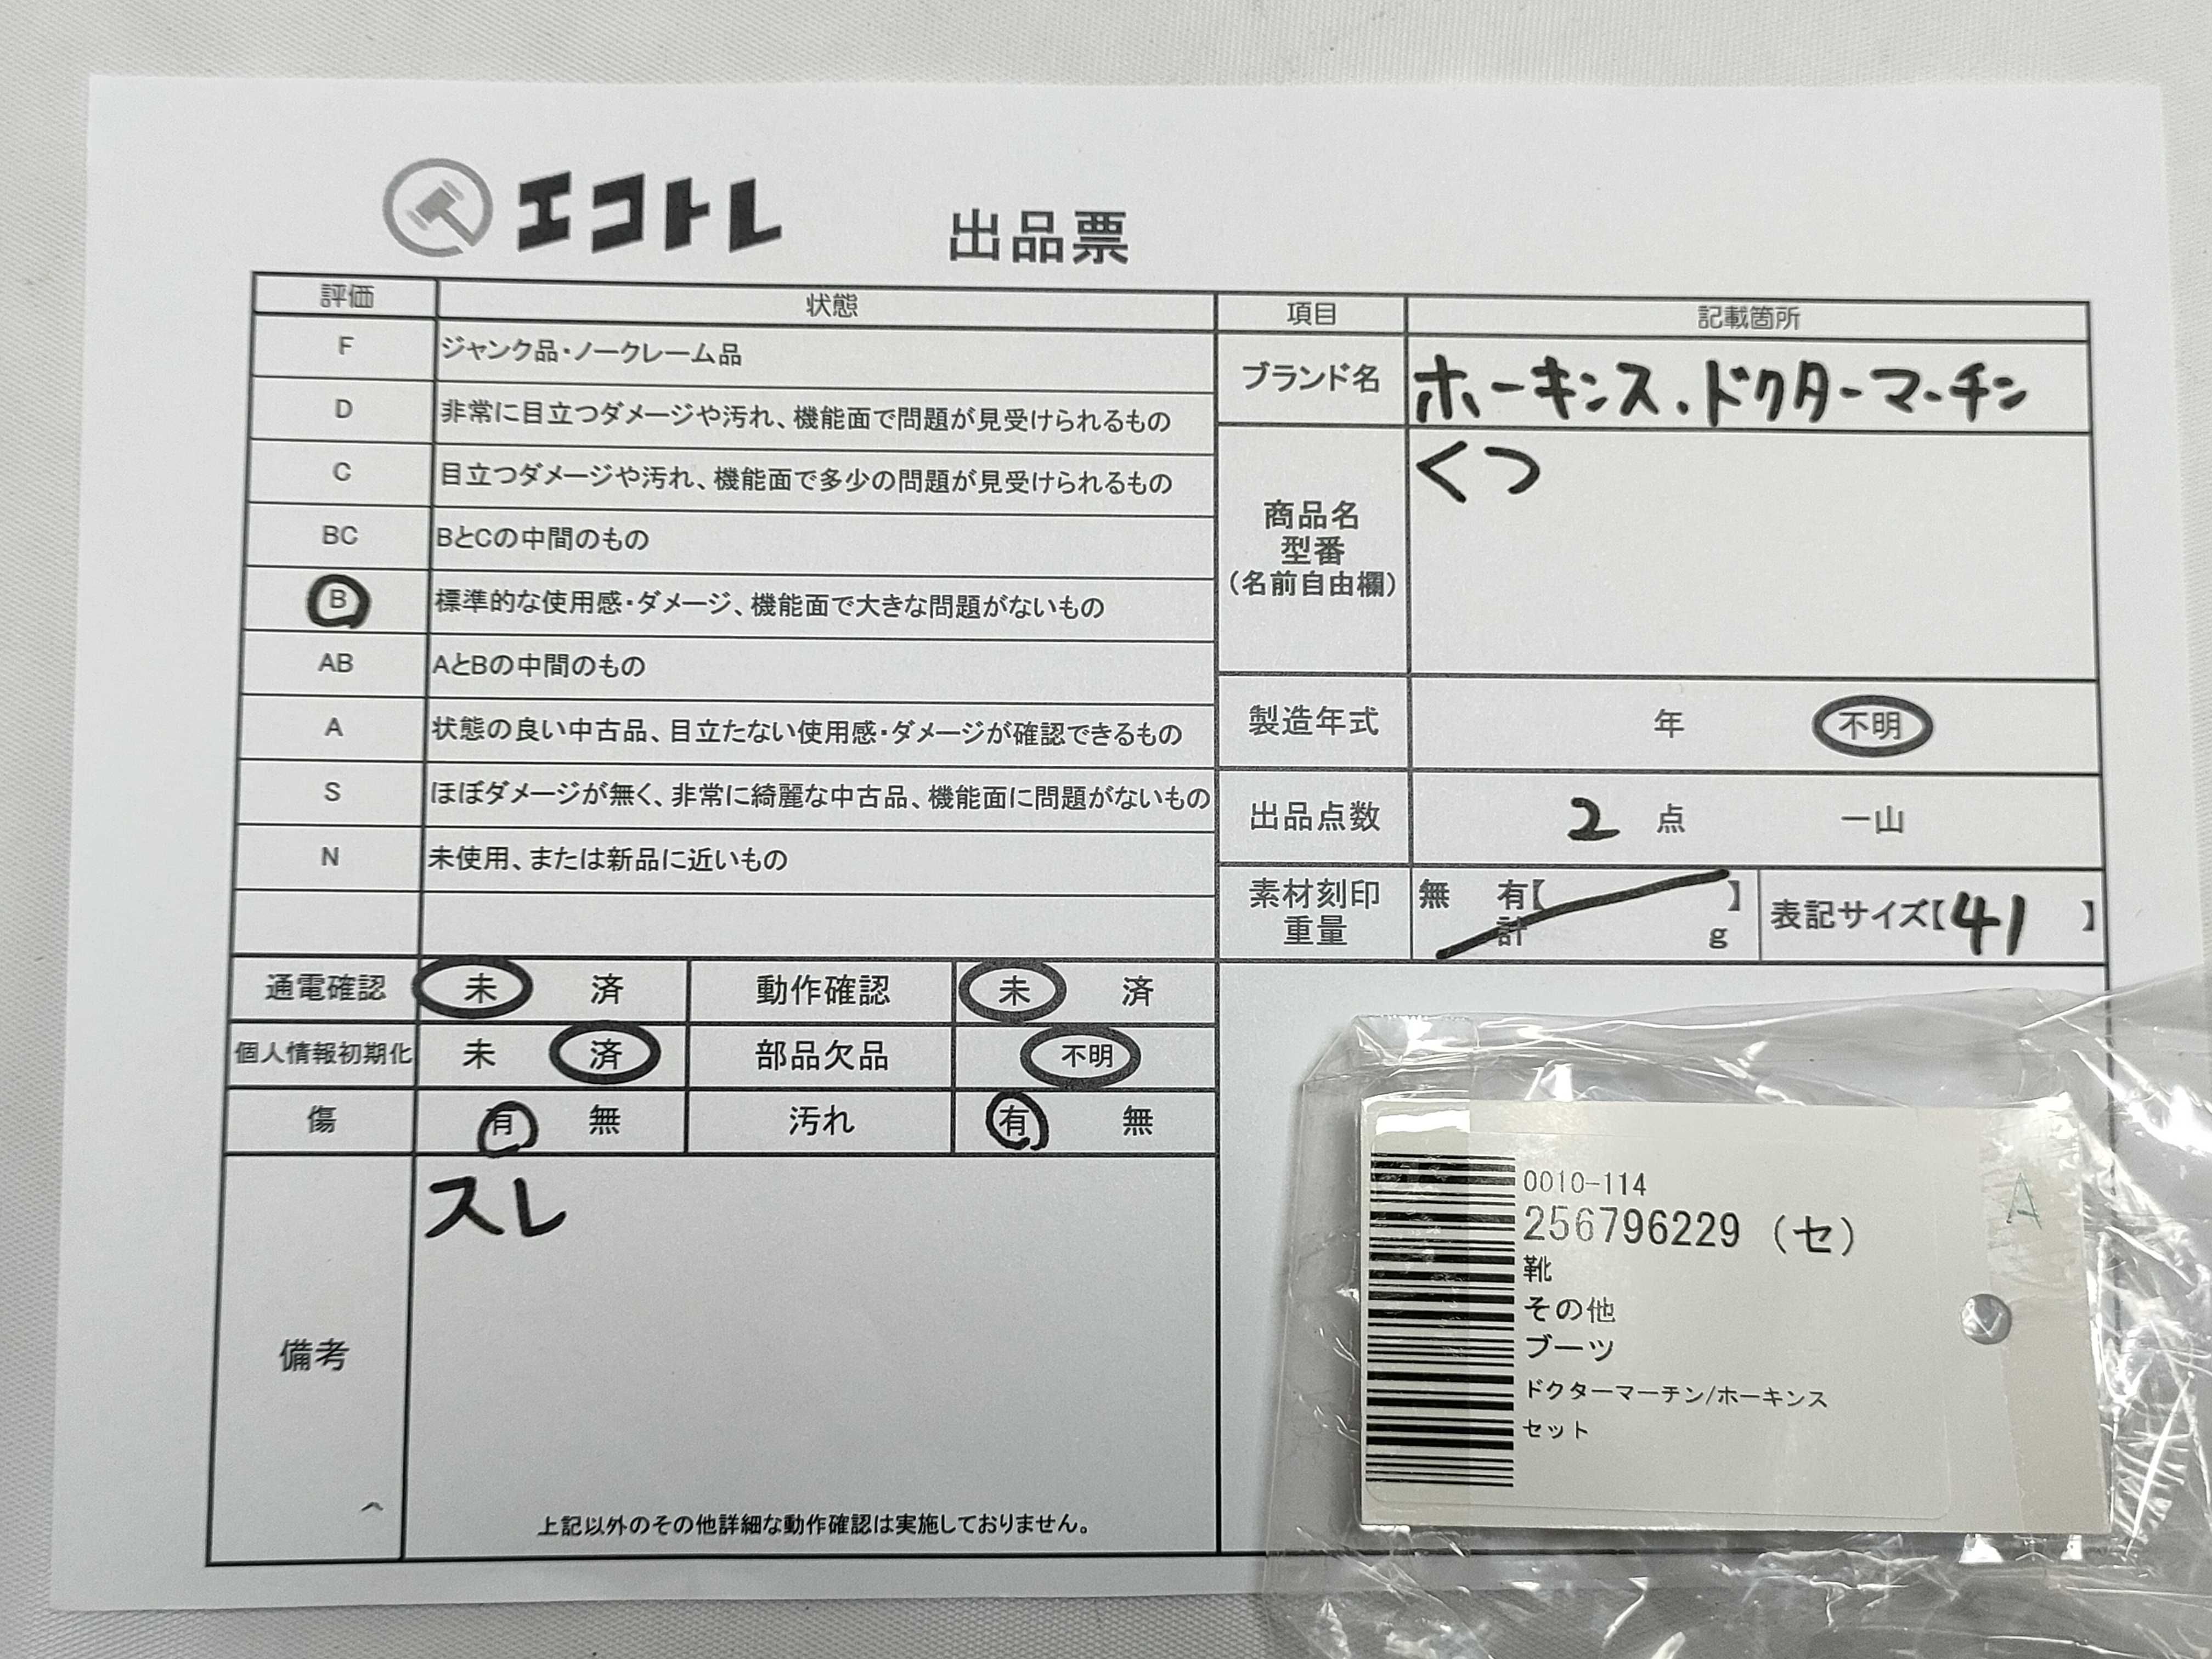 エコトレ 出品票
評価 状態 項目 記載箇所
F ジャンク品・ノークレーム品
D 非常に目立つダメージや汚れ、機能面で問題が見受けられるもの
C 目立つダメージや汚れ、機能面で多少の問題が見受けられるもの
BC BとCの中間のもの
B 標準的な使用感・ダメージ、機能面で大きな問題がないもの
AB AとBの中間のもの
A 状態の良い中古品、目立たない使用感・ダメージが確認できるもの
S ほぼダメージが無く、非常に綺麗な中古品、機能面に問題がないもの
N 未使用、または新品に近いもの
ブランド名 ホーキンス.ドクターマーチン
商品名
型番
(名前自由欄)
くつ
製造年式 年 不明
出品点数 2 点 一山
素材刻印
重量
無 有【 】
計 g
表記サイズ【41 】
通電確認 未 済 動作確認 未 済
個人情報初期化 未 済 部品欠品 不明
傷 有 無 汚れ 有 無
備考
スレ
上記以外のその他詳細な動作確認は実施しておりません。
0010-114
256796229 (セ)
靴
その他
ブーツ
ドクターマーチン/ホーキンス
セット
A